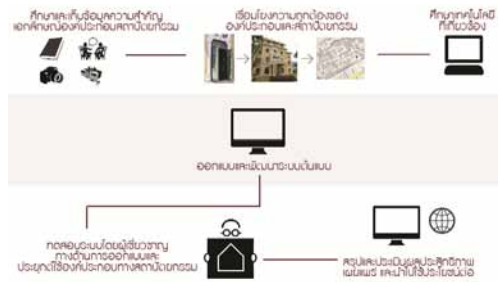 ศึกษาและเก็บข้อมูลความสำคัญ
เอกลักษณ์องค์ประกอบสถาปัตยกรรม
เชื่อมโยงความถูกต้องของ
องค์ประกอบและสถาปัตยกรรม
ศึกษาเทคโนโลยี
ที่เกี่ยวข้อง
ออกแบบและพัฒนาระบบต้นแบบ
ทดสอบระบบโดยผู้เชี่ยวชาญ
ทางด้านการออกแบบและ
ประยุกต์ใช้องค์ประกอบทางสถาปัตยกรรม
สรุปและประเมินผลประสิทธิภาพ
เผยแพร่ และนำไปใช้ประโยชน์ต่อ